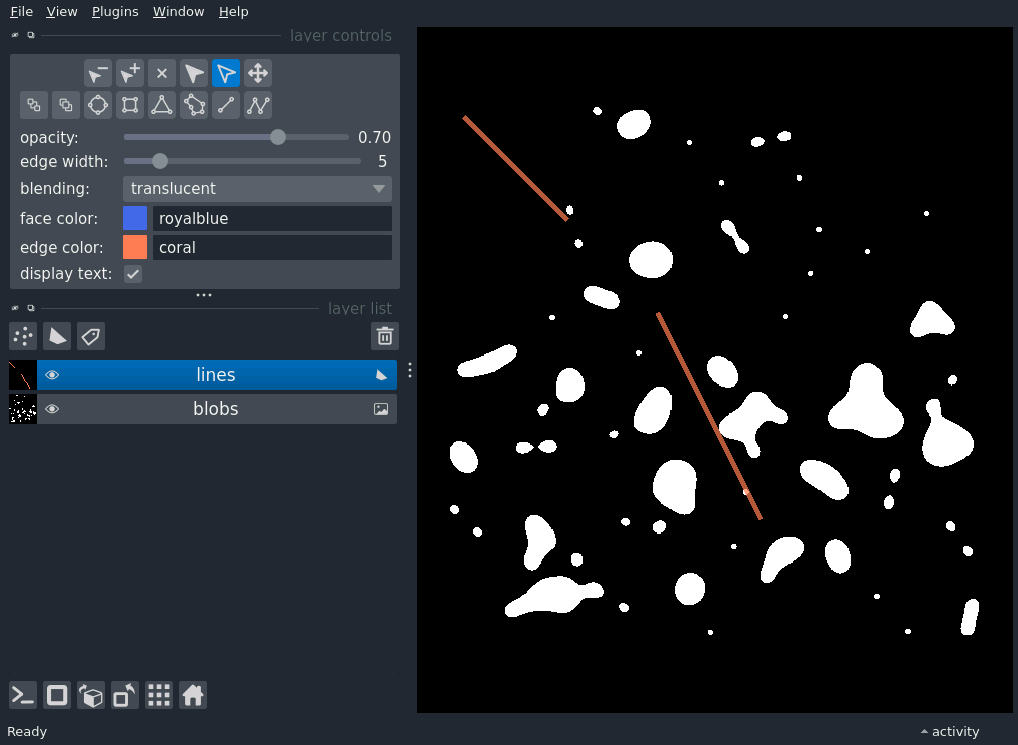 File View Plugins Window Help
layer controls
opacity: 0.70
edge width: 5
blending: translucent
face color: royalblue
edge color: coral
display text:
layer list
lines
blobs
Ready activity